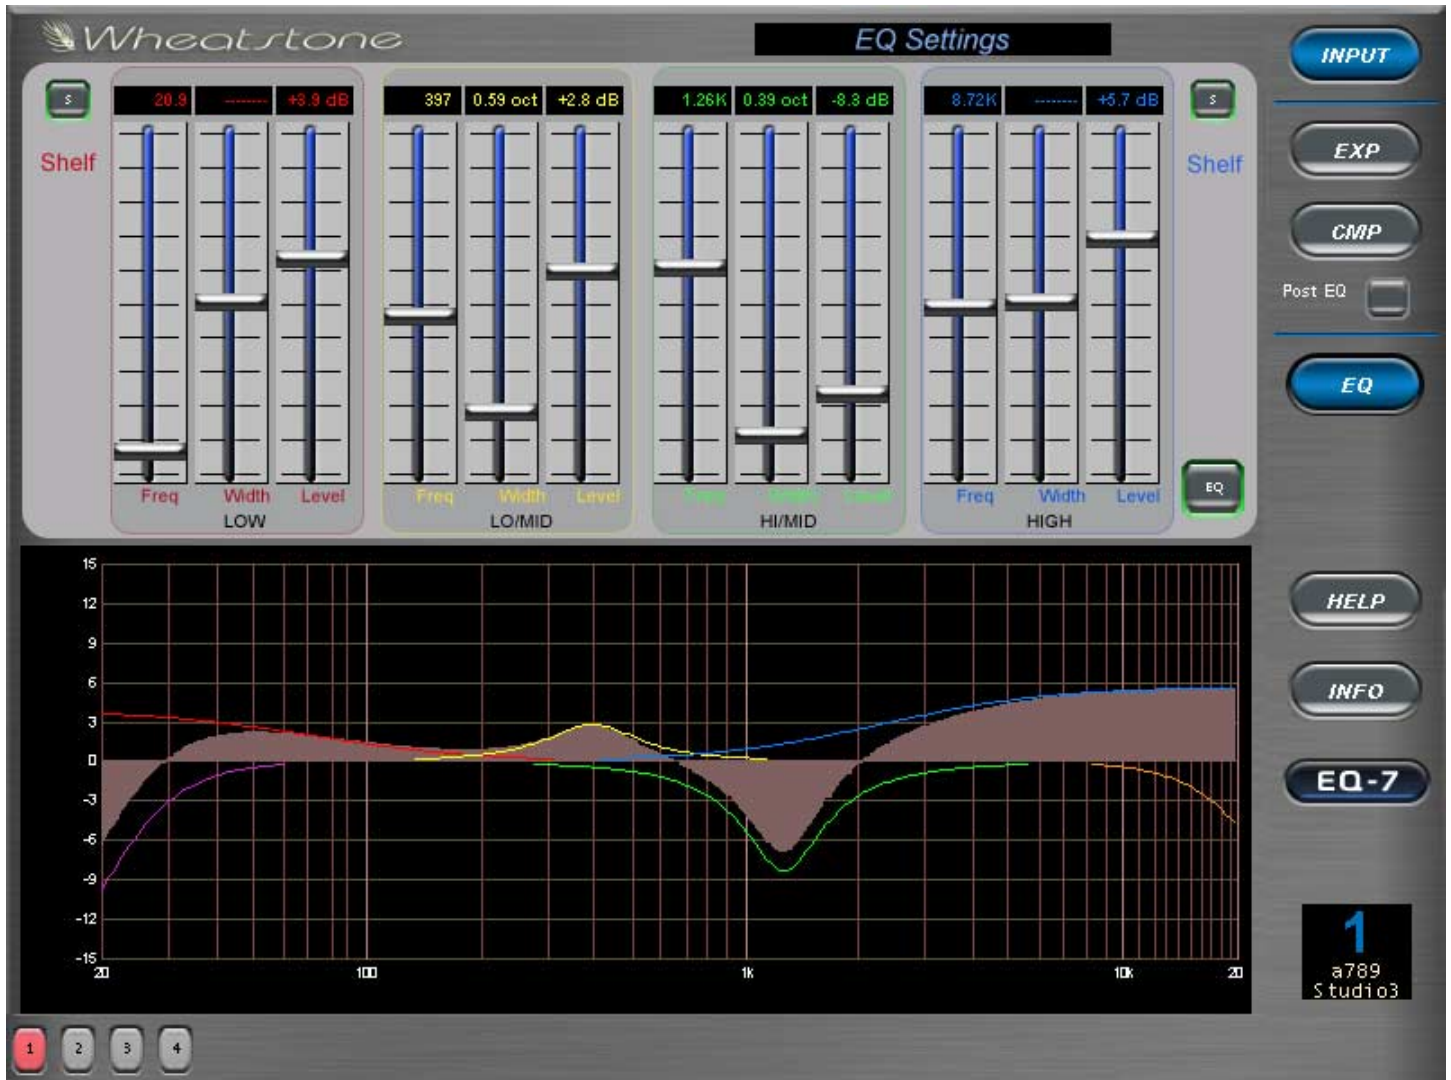 Wheatstone
EQ Settings
INPUT
S
20.9 ------- +3.9 dB
397 0.59 oct +2.8 dB
1.26K 0.39 oct -8.3 dB
8.72K ------- +5.7 dB
S
Shelf
Shelf
EXP
CMP
Post EQ
EQ
Freq Width Level
LOW
Freq Width Level
LO/MID
Freq Width Level
HI/MID
Freq Width Level
HIGH
EQ
15
12
9
6
3
0
-3
-6
-9
-12
-15
20 100 1k 10k 20
HELP
INFO
EQ-7
1
a789
Studio3
1 2 3 4